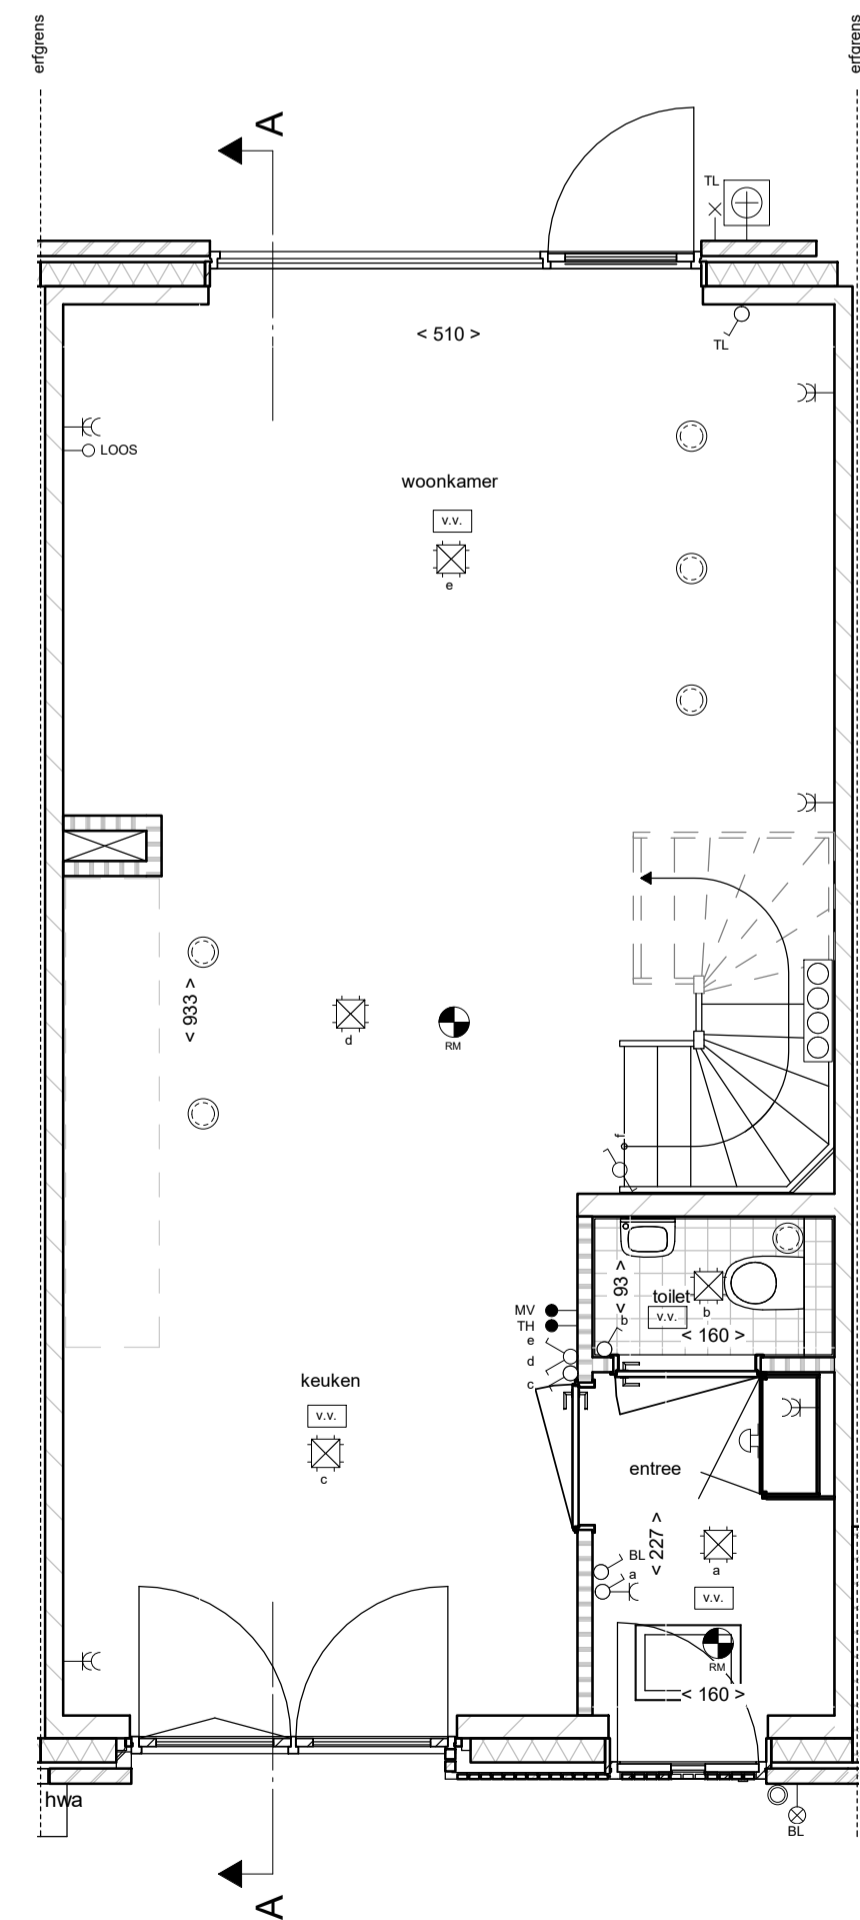 erfgrens
erfgrens
A
TL
< 510 >
TL
LOOS
woonkamer
v.v.
e
< 933 >
d
RM
f
MV
TH
e
d
c
< 93 >
toilet
b
v.v.
b
< 160 >
keuken
v.v.
c
entree
< 227 >
BL
a
a
v.v.
RM
< 160 >
hwa
BL
A